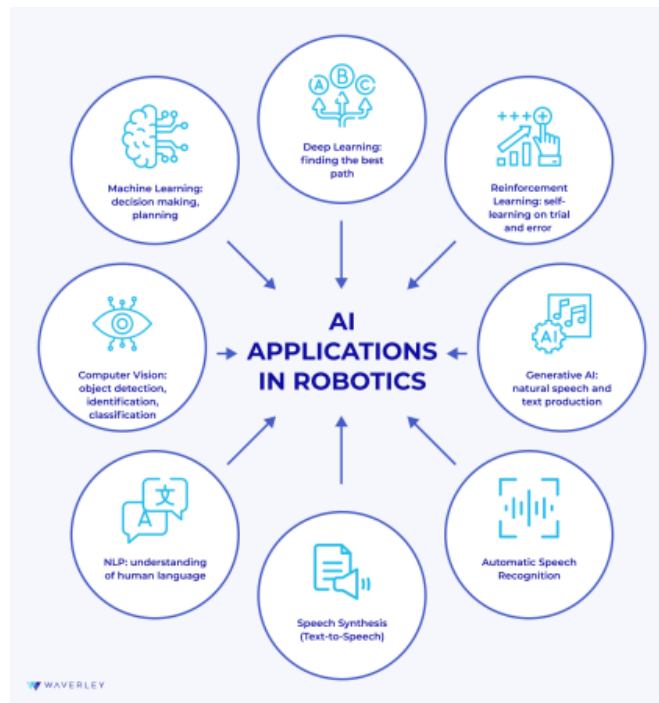 A
B
C
Deep Learning:
finding the best
path
Machine Learning:
decision making,
planning
Reinforcement
Learning: self-
learning on trial
and error
AI
APPLICATIONS
IN ROBOTICS
Computer Vision:
object detection,
identification,
classification
AI
Generative AI:
natural speech and
text production
文
A
NLP: understanding
of human language
Automatic Speech
Recognition
Speech Synthesis
(Text-to-Speech)
WAVERLEY